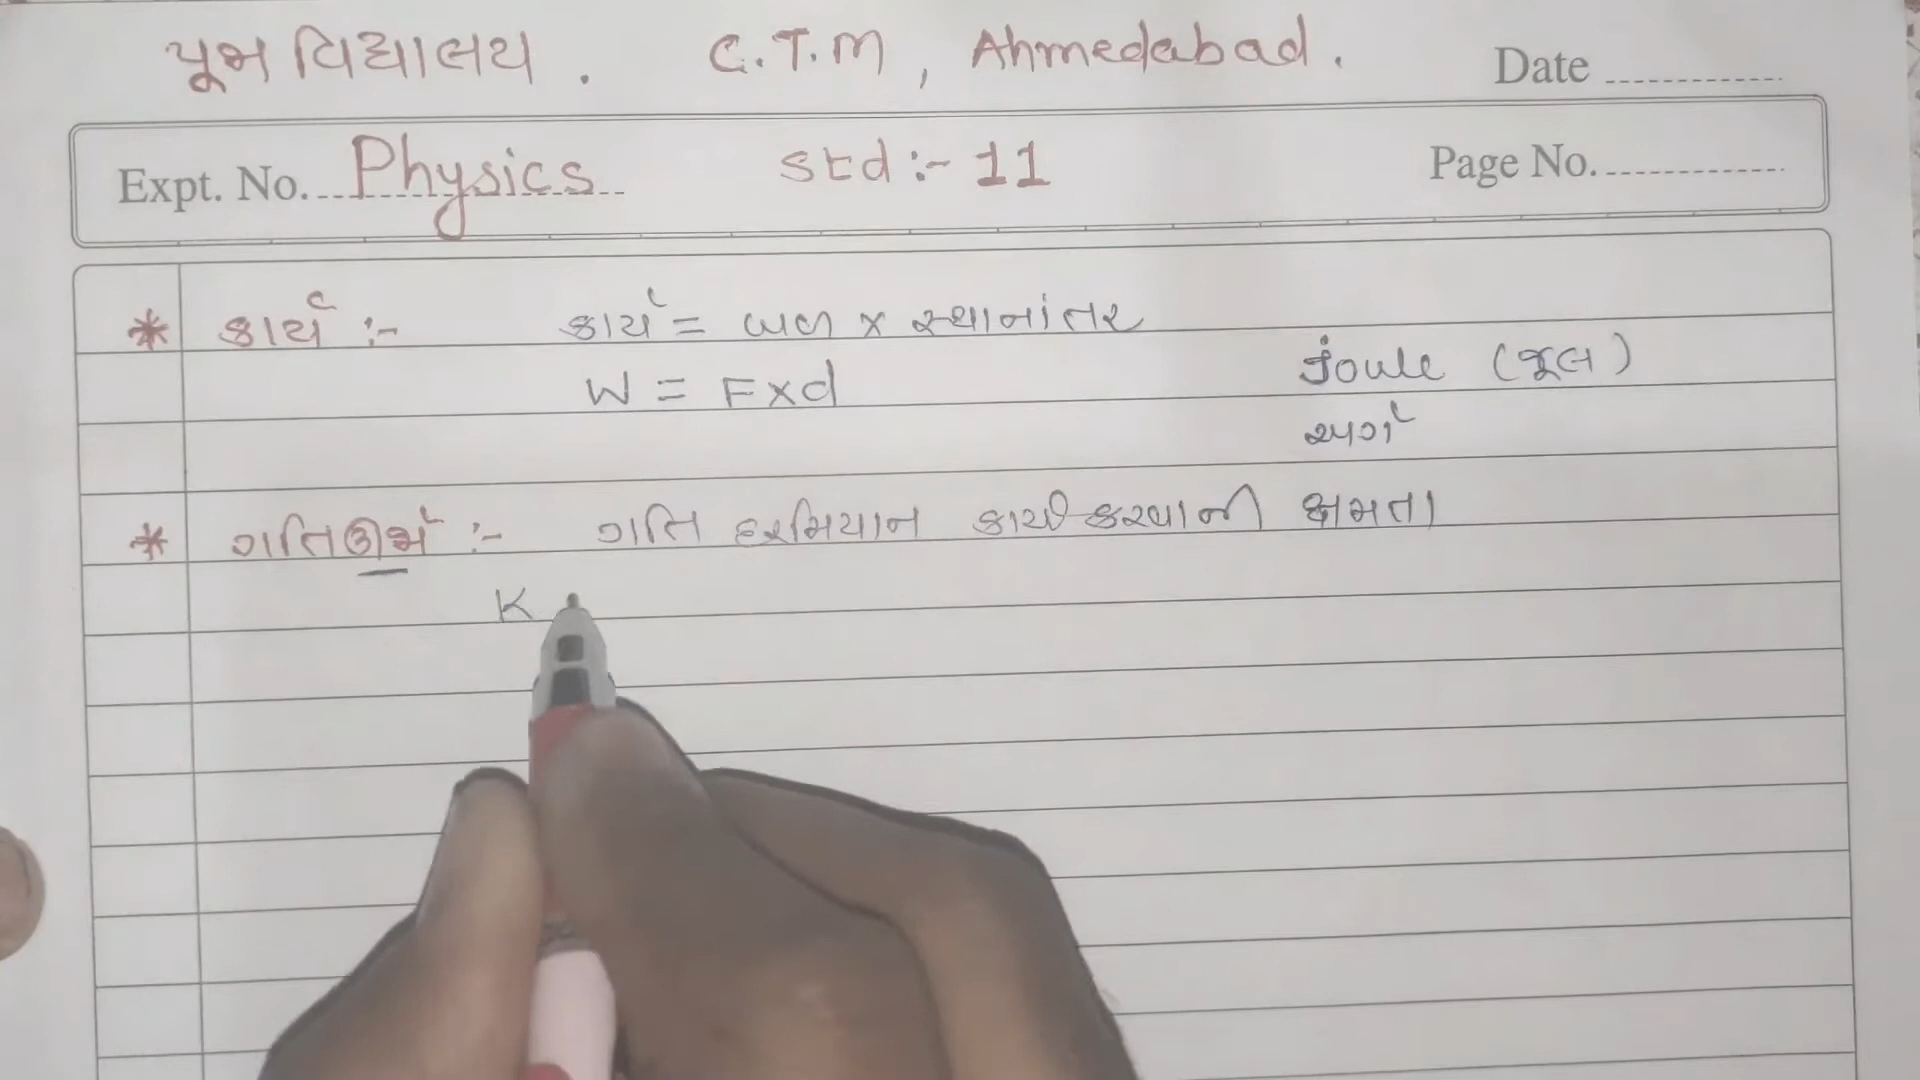 પૂજા વિદ્યાલય . C.T.M , Ahmedabad.
Date
Expt. No. Physics Std :- 11
Page No.
* કાર્ય :- કાર્ય = બળ × સ્થાનાંતર
W = F×d
Joule (જૂલ)
અર્ગ
* ગતિઊર્જા :- ગતિ દરમિયાન કાર્ય કરવાની ક્ષમતા
K